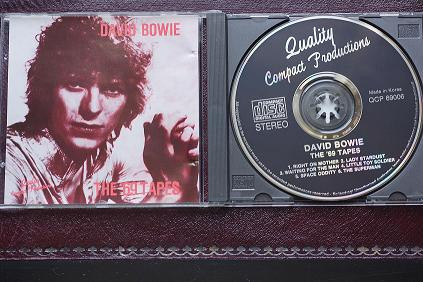 DAVID BOWIE
THE '69 TAPES
Quality
Compact Productions
COMPACT
disc
DIGITAL AUDIO
STEREO
Made in Korea
QCP 69006
DAVID BOWIE
THE '69 TAPES
1. RIGHT ON MOTHER 2. LADY STARDUST
3. WAITING FOR THE MAN 4. LITTLE TOY SOLDIER
5. SPACE ODDITY 6. THE SUPERMAN